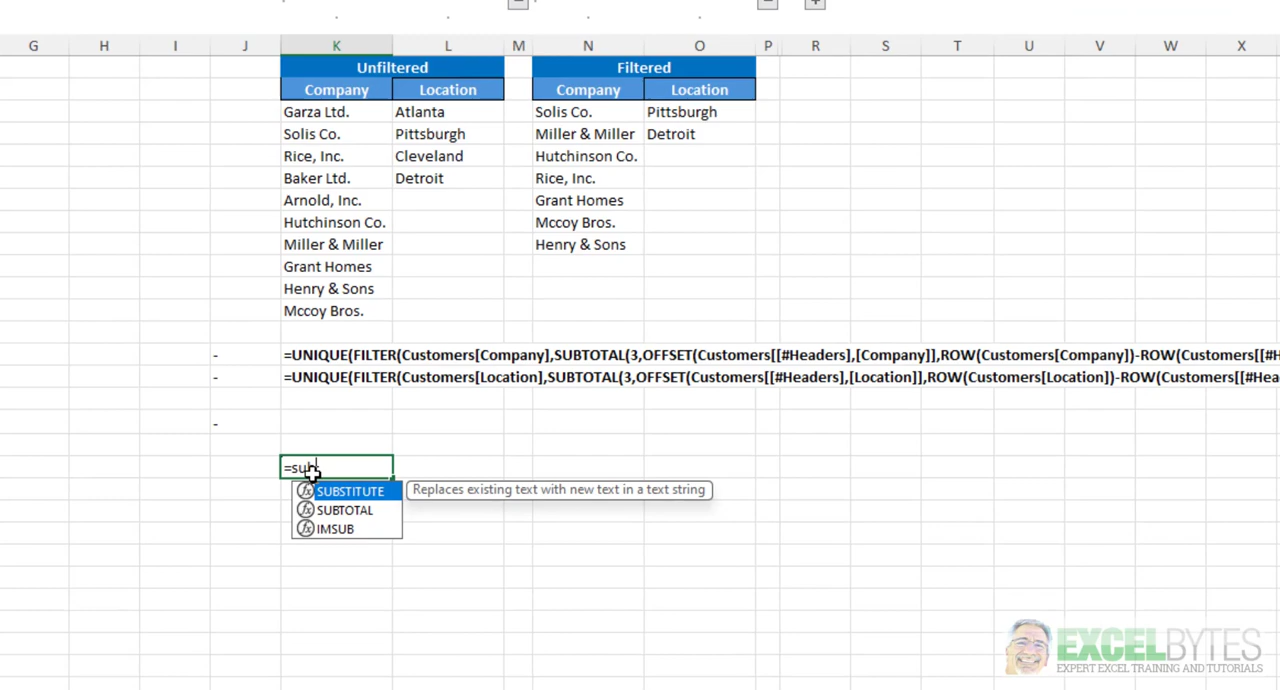 G H I J K L M N O P R S T U V W X
Unfiltered Filtered
Company Location Company Location
Garza Ltd. Atlanta Solis Co. Pittsburgh
Solis Co. Pittsburgh Miller & Miller Detroit
Rice, Inc. Cleveland Hutchinson Co.
Baker Ltd. Detroit Rice, Inc.
Arnold, Inc. Grant Homes
Hutchinson Co. Mccoy Bros.
Miller & Miller Henry & Sons
Grant Homes
Henry & Sons
Mccoy Bros.
- =UNIQUE(FILTER(Customers[Company],SUBTOTAL(3,OFFSET(Customers[[#Headers],[Company]],ROW(Customers[Company])-ROW(Customers[[#H
- =UNIQUE(FILTER(Customers[Location],SUBTOTAL(3,OFFSET(Customers[[#Headers],[Location]],ROW(Customers[Location])-ROW(Customers[[#Hea
-
=sub
fx SUBSTITUTE Replaces existing text with new text in a text string
fx SUBTOTAL
fx IMSUB
EXCELBYTES
EXPERT EXCEL TRAINING AND TUTORIALS